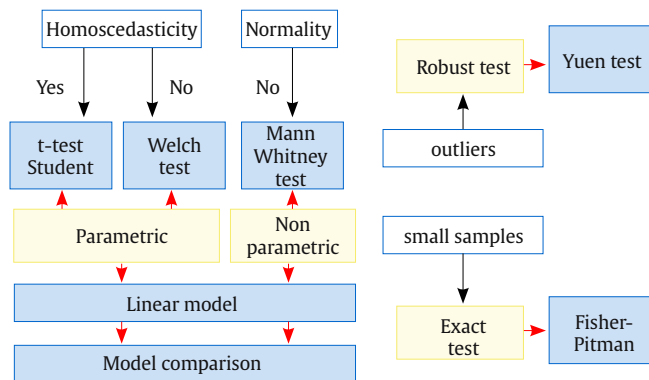 Homoscedasticity
Normality
Yes
No
No
t-test
Student
Welch
test
Mann
Whitney
test
Parametric
Non
parametric
Linear model
Model comparison
Robust test
Yuen test
outliers
small samples
Exact
test
Fisher-
Pitman